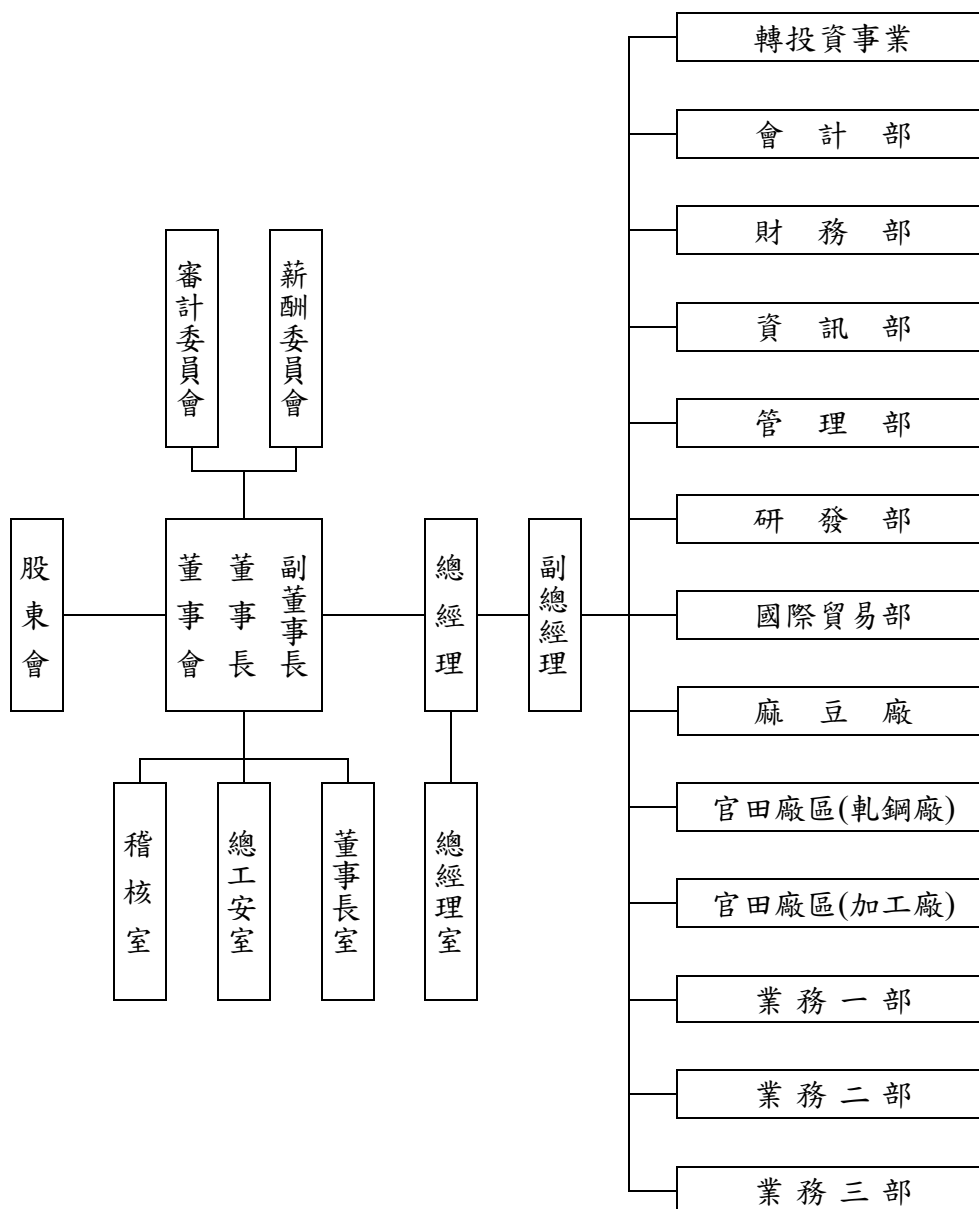 轉投資事業
會計部
財務部
資訊部
管理部
研發部
國際貿易部
麻豆廠
官田廠區(軋鋼廠)
官田廠區(加工廠)
業務一部
業務二部
業務三部
審計委員會
薪酬委員會
股東會
董事會
董事長
副董事長
總經理
副總經理
稽核室
總工安室
董事長室
總經理室